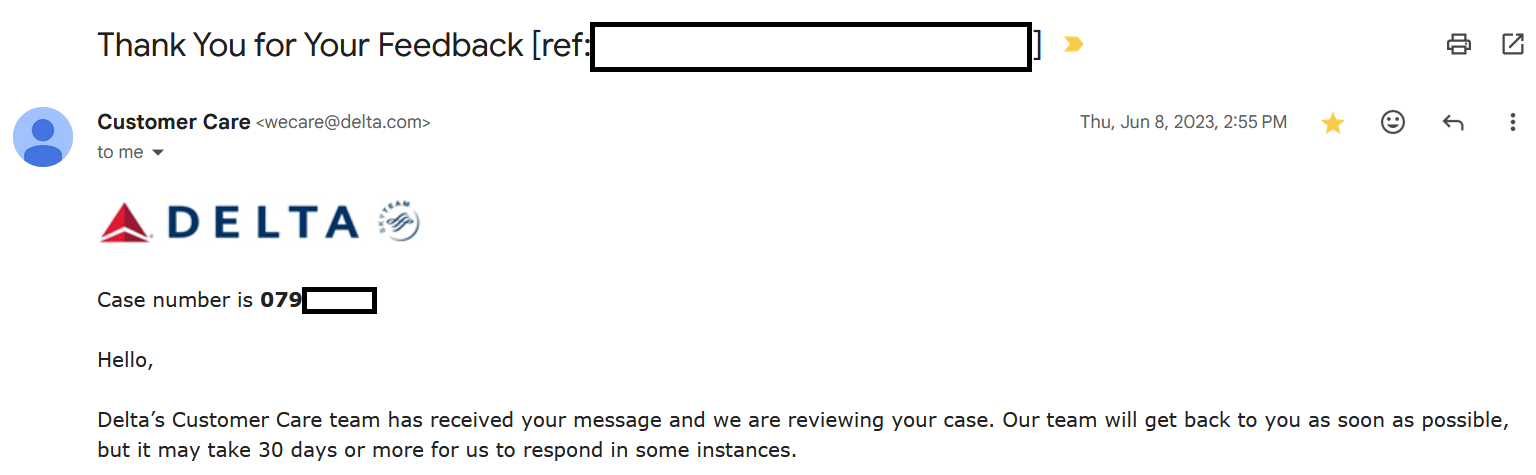 Thank You for Your Feedback [ref: ]
Customer Care <wecare@delta.com>
Thu, Jun 8, 2023, 2:55 PM
to me
DELTA SKYTEAM
Case number is 079
Hello,
Delta’s Customer Care team has received your message and we are reviewing your case. Our team will get back to you as soon as possible,
but it may take 30 days or more for us to respond in some instances.